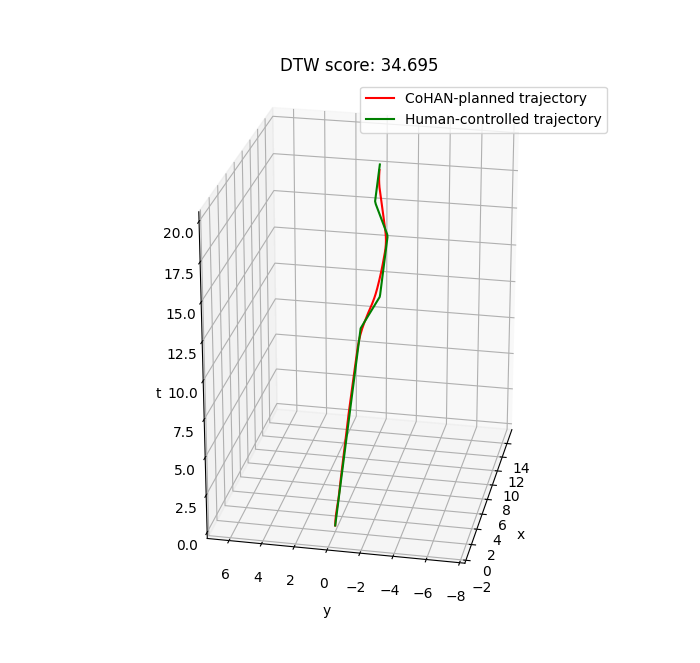 DTW score: 34.695
CoHAN-planned trajectory
Human-controlled trajectory
20.0
17.5
15.0
12.5
t 10.0
7.5
5.0
2.5
0.0
14
12
10
8
6
4
2
0
−2
x
6 4 2 0 −2 −4 −6 −8
y